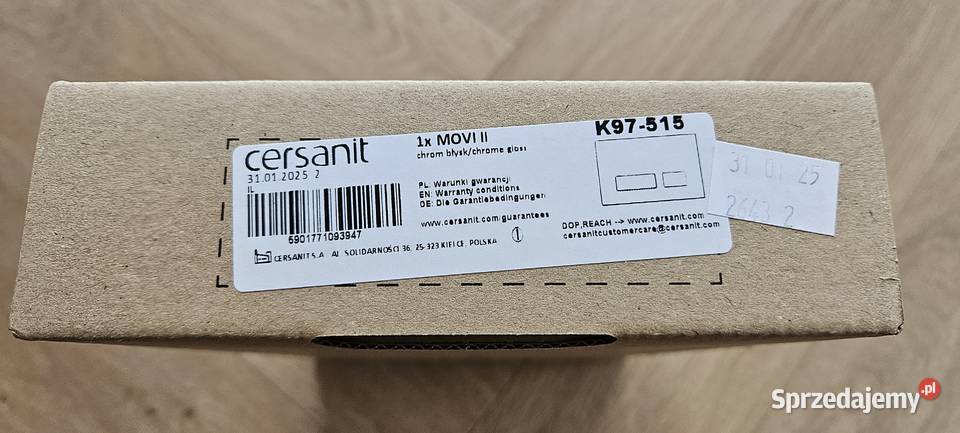 cersanit
31.01.2025 2
IL
5901771093947
CERSANIT S.A. AL. SOLIDARNOŚCI 36, 25-323 KIELCE, POLSKA
1x MOVI II
chrom błysk/chrome gloss
PL: Warunki gwarancji
EN: Warranty conditions
DE: Die Garantiebedingungen
www.cersanit.com/guarantees
1
K97-515
DOP,REACH --> www.cersanit.com
cersanitcustomercare@cersanit.com
31 01 25
2643 2
Sprzedajemy.pl